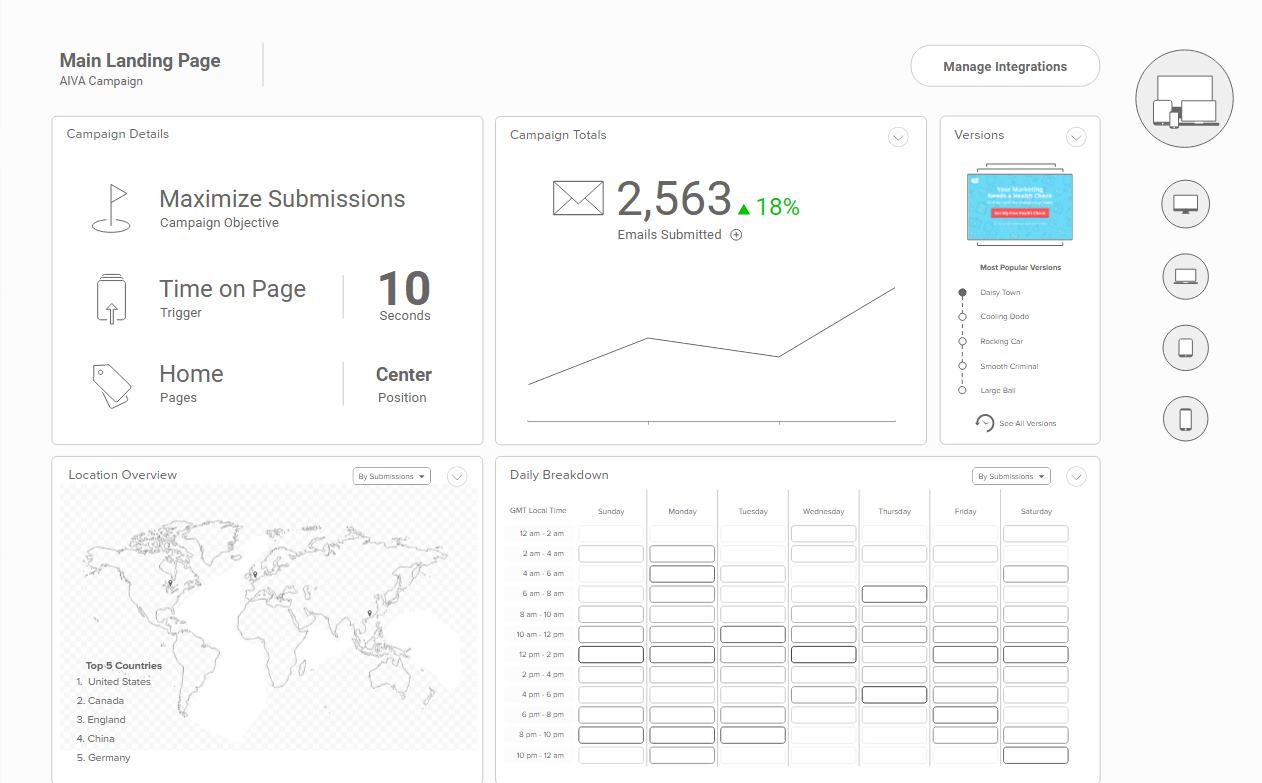 Main Landing Page
AIVA Campaign
Manage Integrations
Campaign Details
Maximize Submissions
Campaign Objective
Time on Page
Trigger
10
Seconds
Home
Pages
Center
Position
Campaign Totals
2,563
18%
Emails Submitted
Versions
Your Marketing
Needs a Health Check
Most Popular Versions
Daisy Town
Cooling Dodo
Rocking Car
Smooth Criminal
Large Ball
See All Versions
Location Overview
By Submissions
Top 5 Countries
1. United States
2. Canada
3. England
4. China
5. Germany
Daily Breakdown
By Submissions
GMT Local Time Sunday Monday Tuesday Wednesday Thursday Friday Saturday
12 am - 2 am
2 am - 4 am
4 am - 6 am
6 am - 8 am
8 am - 10 am
10 am - 12 pm
12 pm - 2 pm
2 pm - 4 pm
4 pm - 6 pm
6 pm - 8 pm
8 pm - 10 pm
10 pm - 12 am